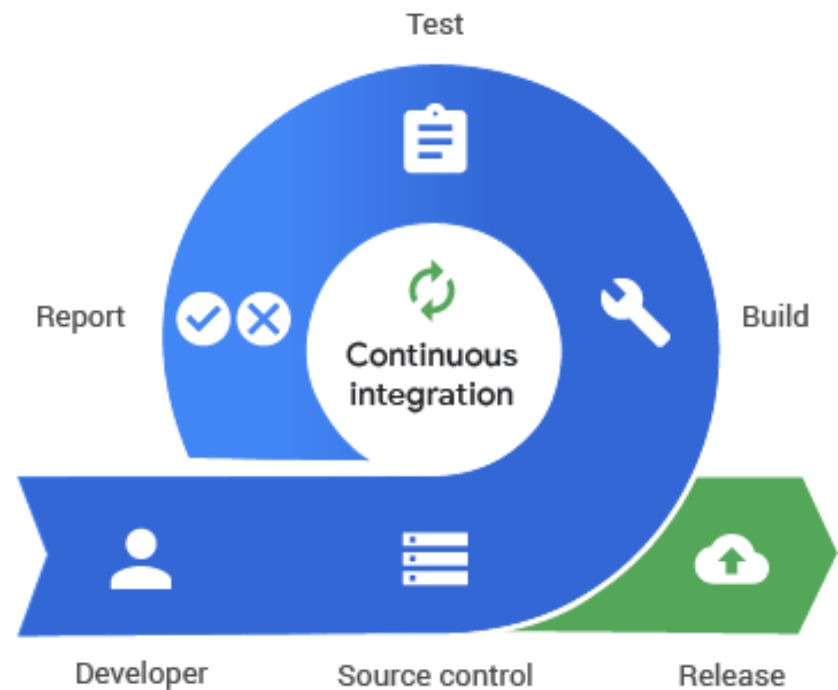 Test
Report
Build
Continuous
integration
Developer
Source control
Release